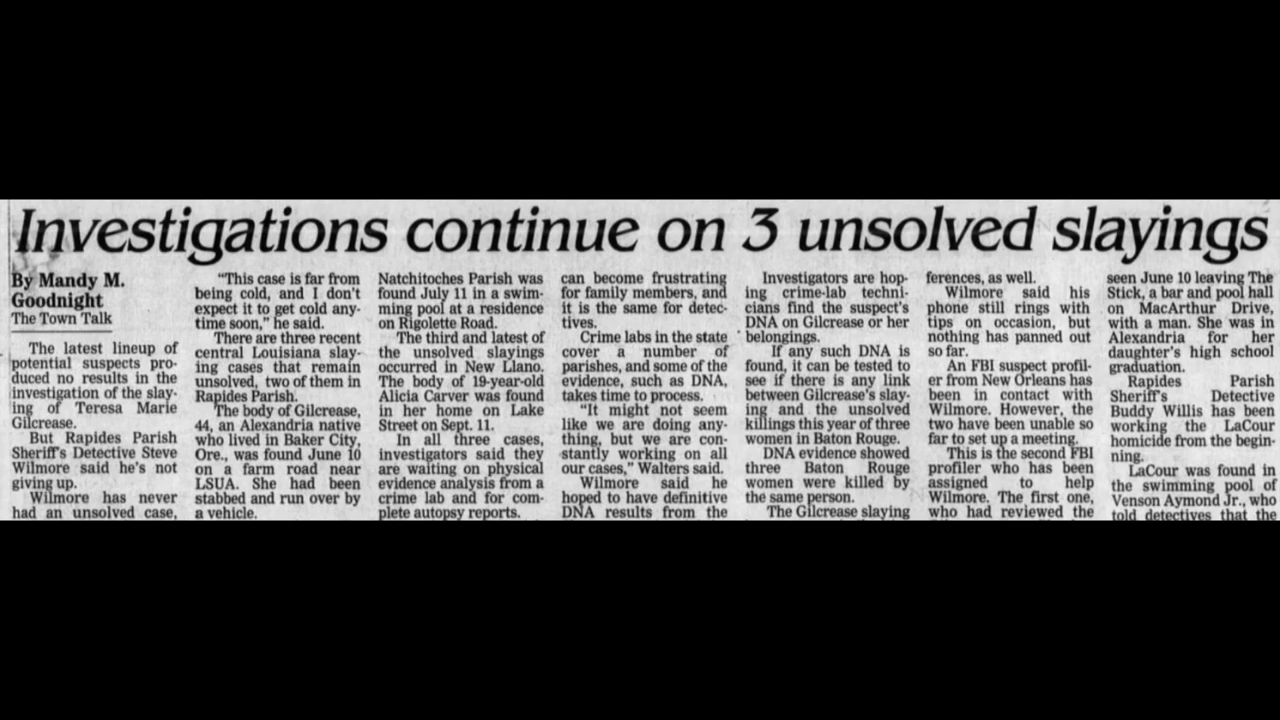 Investigations continue on 3 unsolved slayings
By Mandy M.
Goodnight
The Town Talk
The latest lineup of
potential suspects pro-
duced no results in the
investigation of the slay-
ing of Teresa Marie
Gilcrease.
But Rapides Parish
Sheriff's Detective Steve
Wilmore said he's not
giving up.
Wilmore has never
had an unsolved case,
"This case is far from
being cold, and I don't
expect it to get cold any-
time soon," he said.
There are three recent
central Louisiana slay-
ing cases that remain
unsolved, two of them in
Rapides Parish.
The body of Gilcrease,
44, an Alexandria native
who lived in Baker City,
Ore., was found June 10
on a farm road near
LSUA. She had been
stabbed and run over by
a vehicle.
Natchitoches Parish was
found July 11 in a swim-
ming pool at a residence
on Rigolette Road.
The third and latest of
the unsolved slayings
occurred in New Llano.
The body of 19-year-old
Alicia Carver was found
in her home on Lake
Street on Sept. 11.
In all three cases,
investigators said they
are waiting on physical
evidence analysis from a
crime lab and for com-
plete autopsy reports.
can become frustrating
for family members, and
it is the same for detec-
tives.
Crime labs in the state
cover a number of
parishes, and some of the
evidence, such as DNA,
takes time to process.
"It might not seem
like we are doing any-
thing, but we are con-
stantly working on all
our cases," Walters said.
Wilmore said he
hoped to have definitive
DNA results from the
Investigators are hop-
ing crime-lab techni-
cians find the suspect's
DNA on Gilcrease or her
belongings.
If any such DNA is
found, it can be tested to
see if there is any link
between Gilcrease's slay-
ing and the unsolved
killings this year of three
women in Baton Rouge.
DNA evidence showed
three Baton Rouge
women were killed by
the same person.
The Gilcrease slaying
ferences, as well.
Wilmore said his
phone still rings with
tips on occasion, but
nothing has panned out
so far.
An FBI suspect profil-
er from New Orleans has
been in contact with
Wilmore. However, the
two have been unable so
far to set up a meeting.
This is the second FBI
profiler who has been
assigned to help
Wilmore. The first one,
who had reviewed the
seen June 10 leaving The
Stick, a bar and pool hall
on MacArthur Drive,
with a man. She was in
Alexandria for her
daughter's high school
graduation.
Rapides Parish
Sheriff's Detective
Buddy Willis has been
working the LaCour
homicide from the begin-
ning.
LaCour was found in
the swimming pool of
Venson Aymond Jr., who
told detectives that the